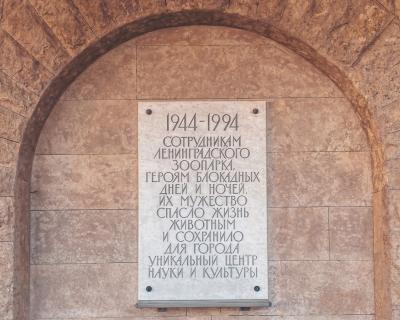 1944-1994
СОТРУДНИКАМ
ЛЕНИНГРАДСКОГО
ЗООПАРКА,
ГЕРОЯМ БЛОКАДНЫХ
ДНЕЙ И НОЧЕЙ.
ИХ МУЖЕСТВО
СПАСЛО ЖИЗНЬ
ЖИВОТНЫМ
И СОХРАНИЛО
ДЛЯ ГОРОДА
УНИКАЛЬНЫЙ ЦЕНТР
НАУКИ И КУЛЬТУРЫ